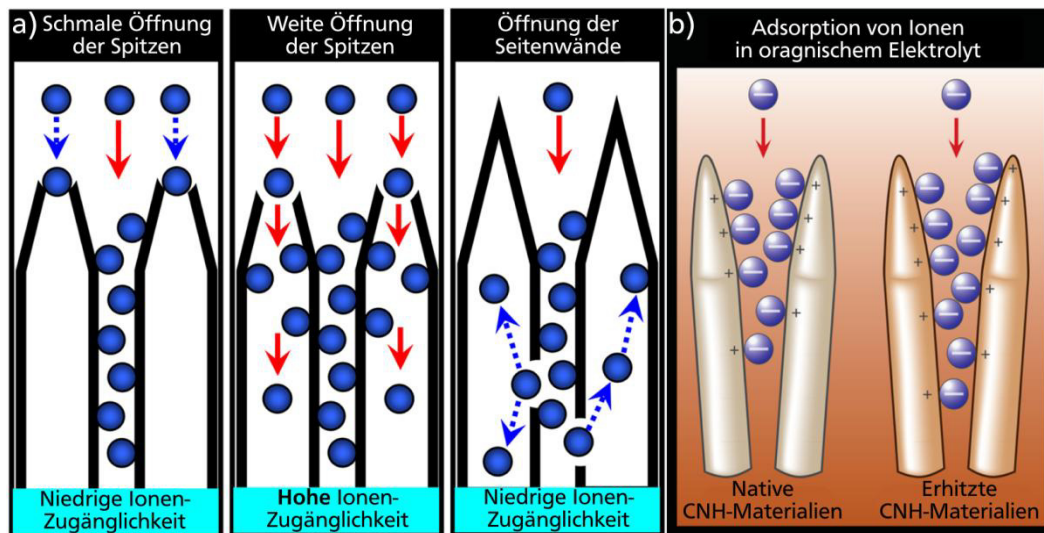 a) Schmale Öffnung
der Spitzen
Weite Öffnung
der Spitzen
Öffnung der
Seitenwände
Niedrige Ionen-
Zugänglichkeit
Hohe Ionen-
Zugänglichkeit
Niedrige Ionen-
Zugänglichkeit
b) Adsorption von Ionen
in oragnischem Elektrolyt
Native
CNH-Materialien
Erhitzte
CNH-Materialien